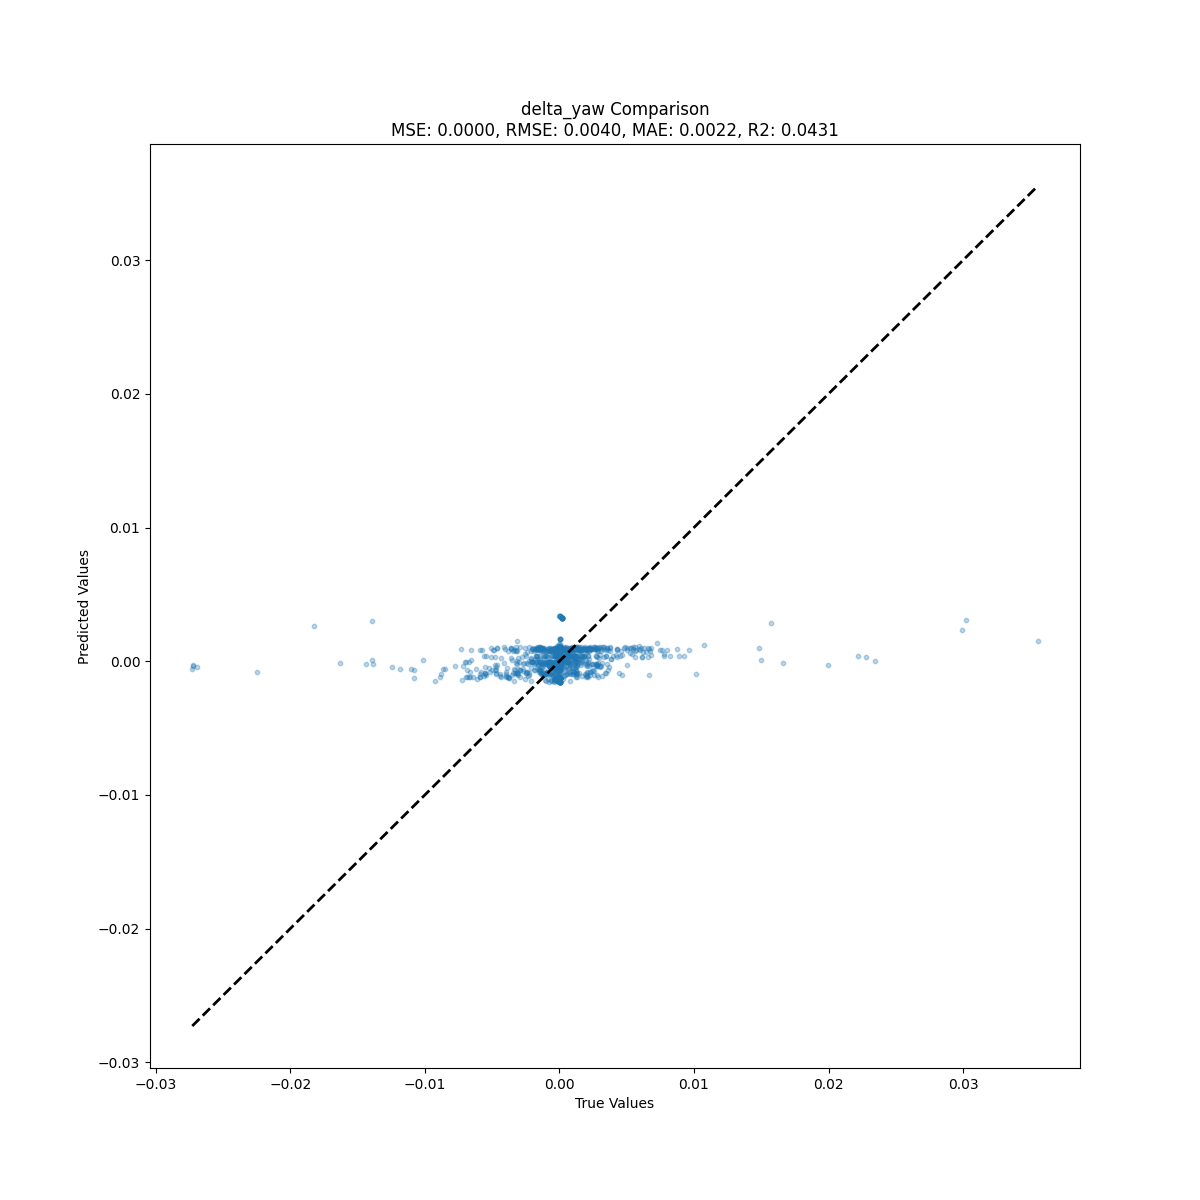 delta_yaw Comparison
MSE: 0.0000, RMSE: 0.0040, MAE: 0.0022, R2: 0.0431
Predicted Values
0.03
0.02
0.01
0.00
−0.01
−0.02
−0.03
−0.03 −0.02 −0.01 0.00 0.01 0.02 0.03
True Values